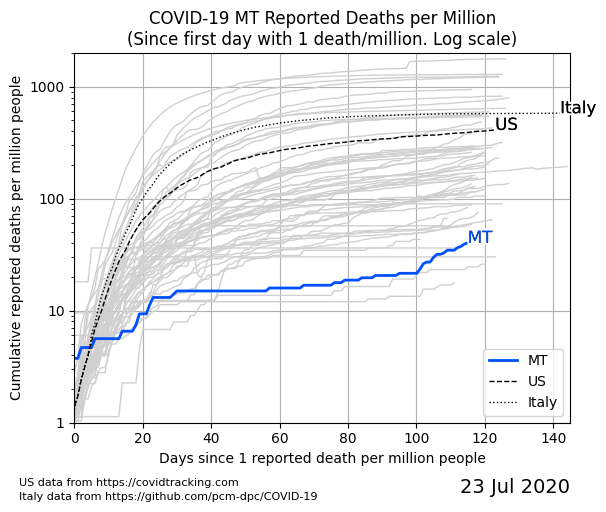 COVID-19 MT Reported Deaths per Million
(Since first day with 1 death/million. Log scale)
Cumulative reported deaths per million people
1000
100
10
1
Italy
US
MT
MT
US
Italy
0 20 40 60 80 100 120 140
Days since 1 reported death per million people
US data from https://covidtracking.com
Italy data from https://github.com/pcm-dpc/COVID-19
23 Jul 2020